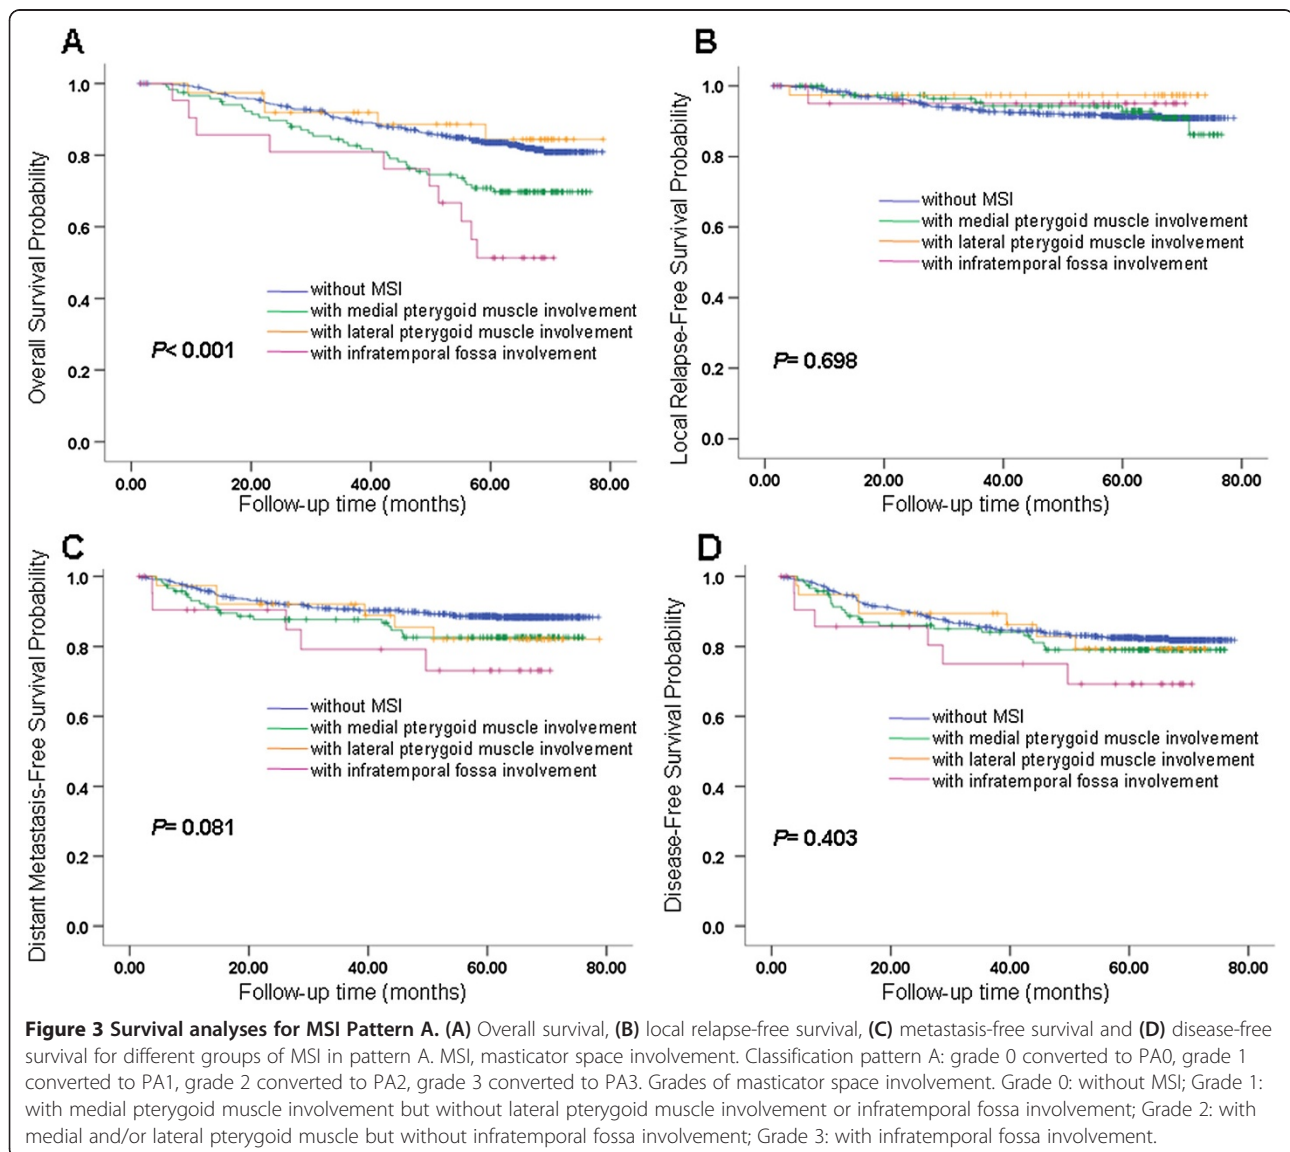 A
Overall Survival Probability
1.0
0.8
0.6
0.4
0.2
0.0
without MSI
with medial pterygoid muscle involvement
with lateral pterygoid muscle involvement
with infratemporal fossa involvement
P< 0.001
0.00 20.00 40.00 60.00 80.00
Follow-up time (months)
B
Local Relapse-Free Survival Probability
1.0
0.8
0.6
0.4
0.2
0.0
without MSI
with medial pterygoid muscle involvement
with lateral pterygoid muscle involvement
with infratemporal fossa involvement
P= 0.698
0.00 20.00 40.00 60.00 80.00
Follow-up time (months)
C
Distant Metastasis-Free Survival Probability
1.0
0.8
0.6
0.4
0.2
0.0
without MSI
with medial pterygoid muscle involvement
with lateral pterygoid muscle involvement
with infratemporal fossa involvement
P= 0.081
0.00 20.00 40.00 60.00 80.00
Follow-up time (months)
D
Disease-Free Survival Probability
1.0
0.8
0.6
0.4
0.2
0.0
without MSI
with medial pterygoid muscle involvement
with lateral pterygoid muscle involvement
with infratemporal fossa involvement
P= 0.403
0.00 20.00 40.00 60.00 80.00
Follow-up time (months)
Figure 3 Survival analyses for MSI Pattern A. (A) Overall survival, (B) local relapse-free survival, (C) metastasis-free survival and (D) disease-free
survival for different groups of MSI in pattern A. MSI, masticator space involvement. Classification pattern A: grade 0 converted to PA0, grade 1
converted to PA1, grade 2 converted to PA2, grade 3 converted to PA3. Grades of masticator space involvement. Grade 0: without MSI; Grade 1:
with medial pterygoid muscle involvement but without lateral pterygoid muscle involvement or infratemporal fossa involvement; Grade 2: with
medial and/or lateral pterygoid muscle but without infratemporal fossa involvement; Grade 3: with infratemporal fossa involvement.